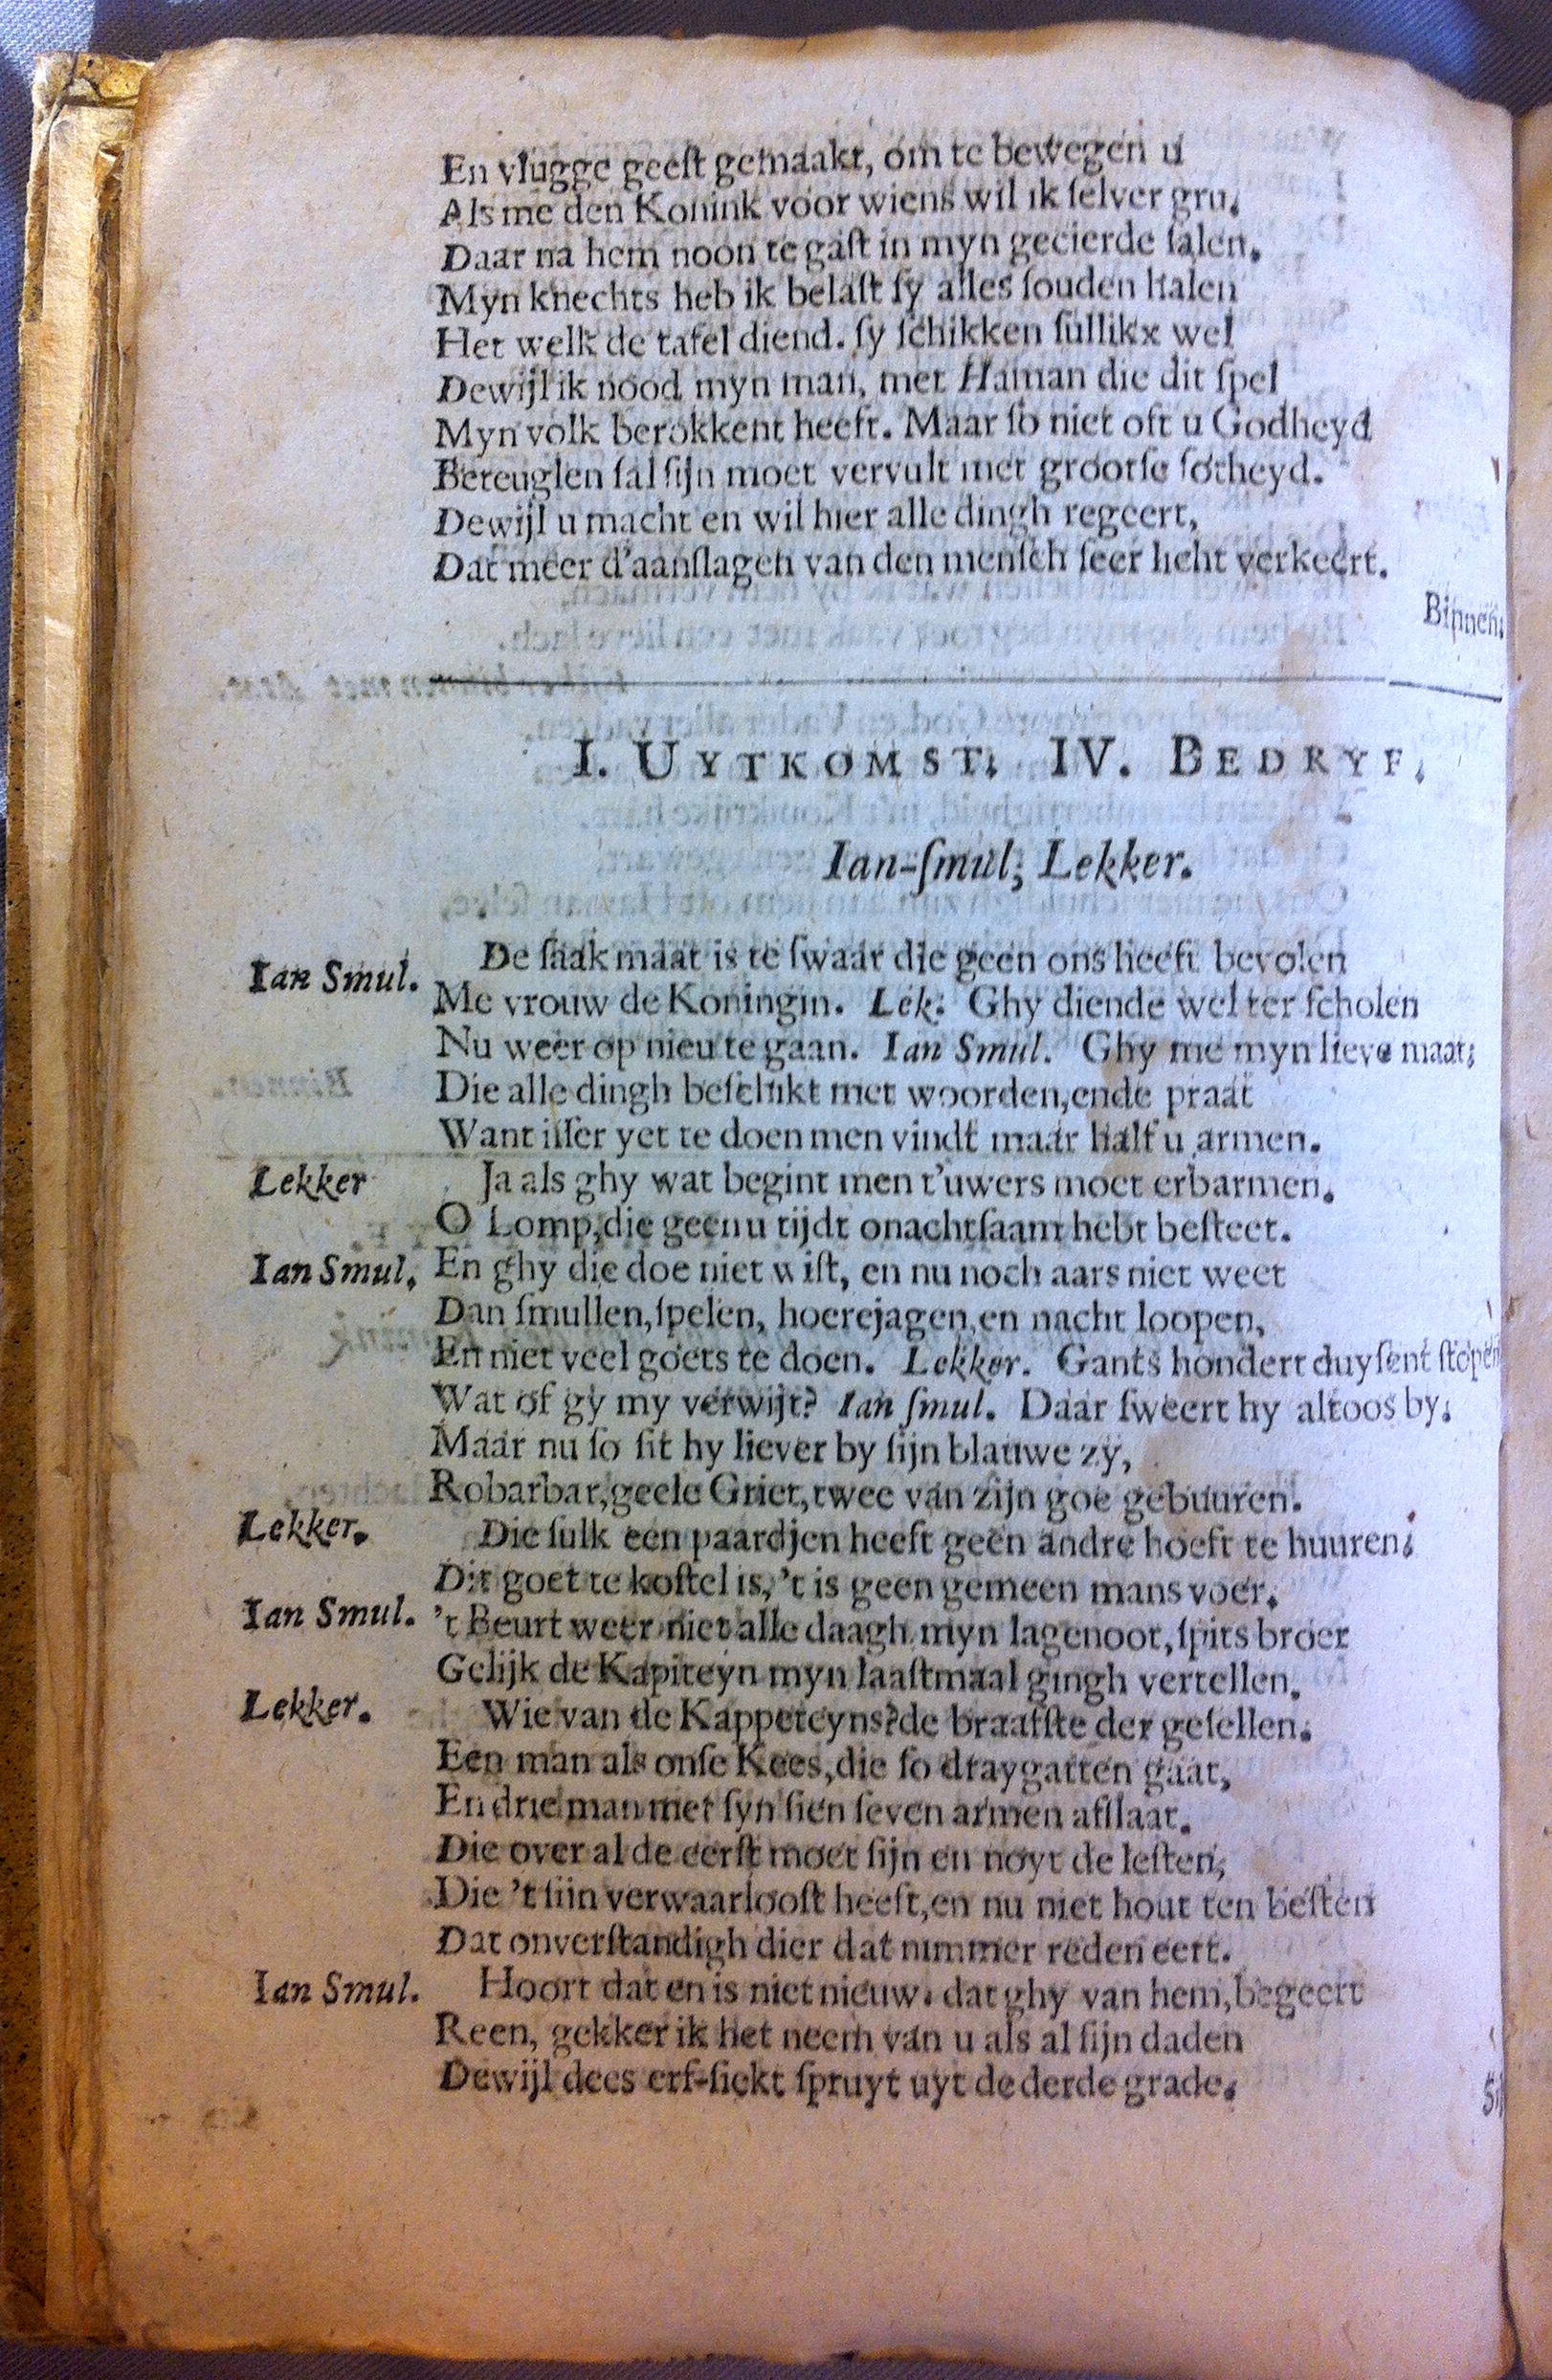 En vlugge geeſt gemaakt, om te bewegen u
Als me den Konink voor wiens wil ik ſelver gru.
Daar na hem noon te gaſt in myn gecierde ſalen.
Myn knechts heb ik belaſt ſy alles ſouden halen
Het welk de tafel diend. ſy ſchikken ſullikx wel
Dewijl ik nood myn man, met Haman die dit ſpel
Myn volk berokkent heeft. Maar ſo niet oft u Godheyd
Beteuglen ſal ſijn moet vervult met grootſe ſotheyd.
Dewijl u macht en wil hier alle dingh regeert,
Dat meer d'aanſlagen van den menſch ſeer licht verkeert.
Binnen.
I. UYTKOMST. IV. BEDRYF.
Ian-ſmul, Lekker.
Ian Smul. De ſaak maat is te ſwaar die geen ons heeft bevolen
Me vrouw de Koningin. Lek. Ghy diende wel ter ſcholen
Nu weer op nieu te gaan. Ian Smul. Ghy me myn lieve maat;
Die alle dingh beſchikt met woorden, ende praat
Want iſſer yet te doen men vindt maar half u armen.
Lekker Ja als ghy wat begint men t'uwers moet erbarmen.
O Lomp, die geen u tijdt onachtſaam hebt beſteet.
Ian Smul. En ghy die doe niet wiſt, en nu noch aars niet weet
Dan ſmullen, ſpelen, hoerejagen, en nacht loopen,
En niet veel goets te doen. Lekker. Gants hondert duyſent ſtopen
Wat of gy my verwijt? Ian ſmul. Daar ſweert hy altoos by.
Maar nu ſo ſit hy liever by ſijn blauwe zy,
Robarbar, geele Griet, twee van zijn goe gebuuren.
Lekker. Die ſulk een paardjen heeft geen andre hoeft te huuren;
Dit goet te koſtel is, 't is geen gemeen mans voer.
Ian Smul. 't Beurt weer niet alle daagh myn lagenoot, ſpits broer
Gelijk de Kapiteyn myn laaſtmaal gingh vertellen.
Lekker. Wie van de Kappeteyns? de braafſte der geſellen.
Een man als onſe Kees, die ſo draygatten gaat,
En drie man met ſyn ſien ſeven armen afſlaat.
Die over al de eerſt moet ſijn en noyt de leſten,
Die 't ſiin verwaarlooſt heeft, en nu niet hout ten beſten
Dat onverſtandigh dier dat nimmer reden eert.
Ian Smul. Hoort dat en is niet nieuw. dat ghy van hem, begeert
Reen, gekker ik het neem van u als al ſijn daden
Dewijl dees erf-ſiekt ſpruyt uyt de derde grade.